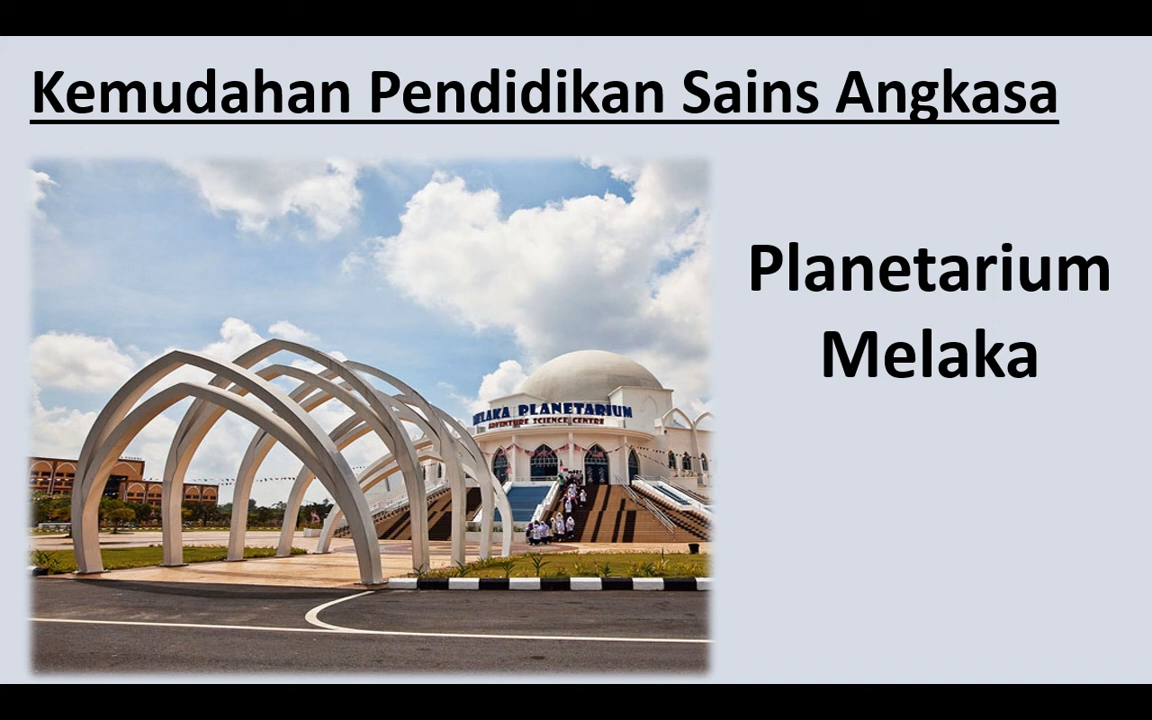 Kemudahan Pendidikan Sains Angkasa
Planetarium
Melaka
MELAKA PLANETARIUM
ADVENTURE SCIENCE CENTRE